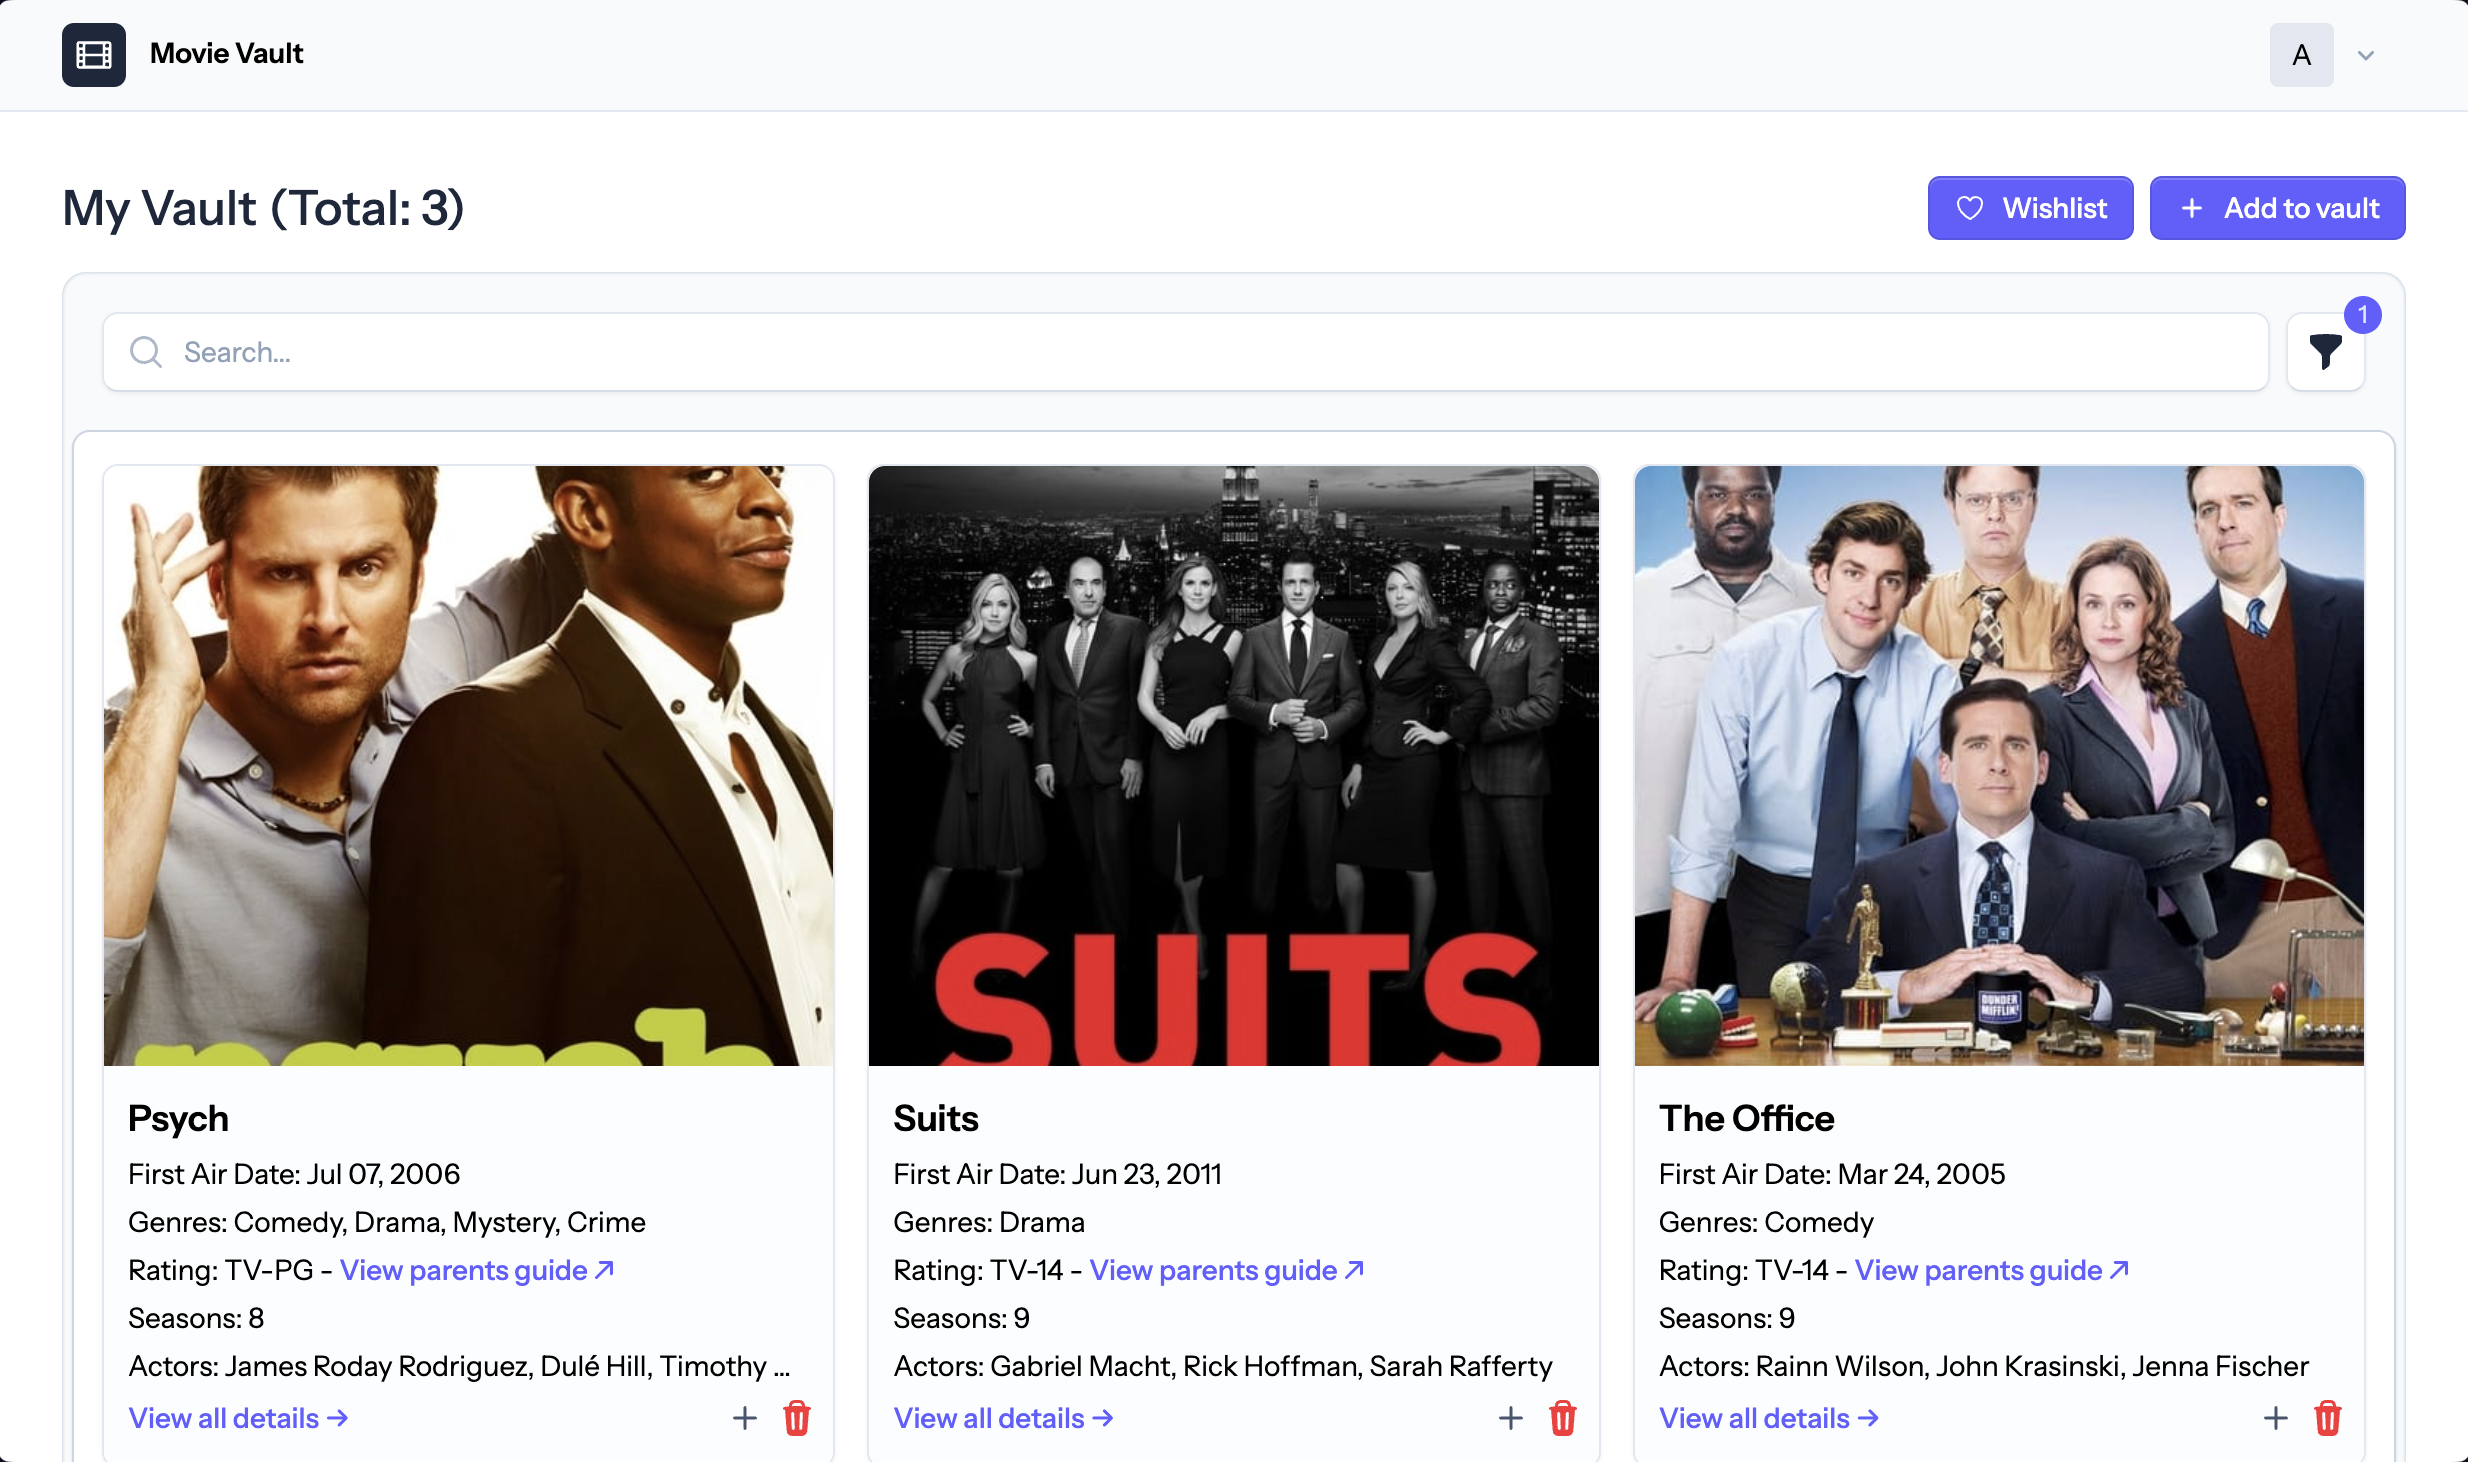 Movie Vault
A
My Vault (Total: 3)
Wishlist
Add to vault
Search...
1
SUITS
DUNDER
MIFFLIN
Psych
First Air Date: Jul 07, 2006
Genres: Comedy, Drama, Mystery, Crime
Rating: TV-PG - View parents guide ↗
Seasons: 8
Actors: James Roday Rodriguez, Dulé Hill, Timothy ...
View all details →
Suits
First Air Date: Jun 23, 2011
Genres: Drama
Rating: TV-14 - View parents guide ↗
Seasons: 9
Actors: Gabriel Macht, Rick Hoffman, Sarah Rafferty
View all details →
The Office
First Air Date: Mar 24, 2005
Genres: Comedy
Rating: TV-14 - View parents guide ↗
Seasons: 9
Actors: Rainn Wilson, John Krasinski, Jenna Fischer
View all details →